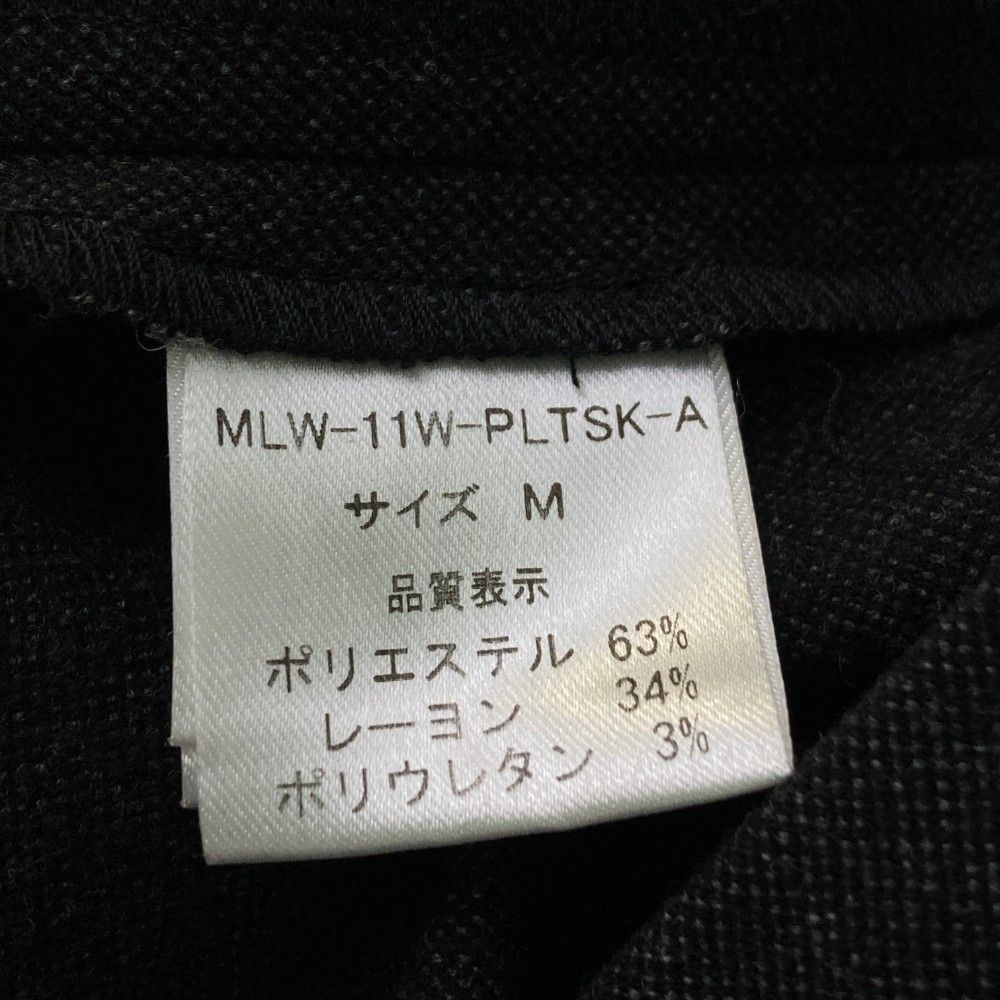 MLW-11W-PLTSK-A
サイズ M
品質表示
ポリエステル 63%
レーヨン 34%
ポリウレタン 3%